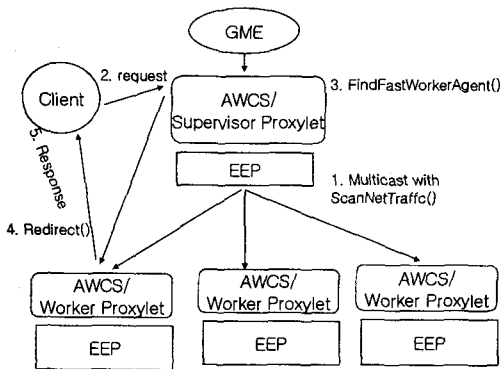 GME
2. request
Client
3. FindFastWorkerAgent()
AWCS/
Supervisor Proxylet
EEP
5. Response
1. Multicast with
ScanNetTraffc()
4. Redirect()
AWCS/
Worker Proxylet
EEP
AWCS/
Worker Proxylet
EEP
AWCS/
Worker Proxylet
EEP